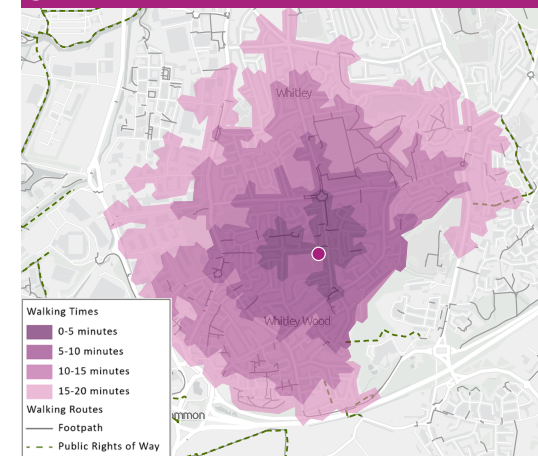 Whitley
Whitley Wood
Walking Times
0-5 minutes
5-10 minutes
10-15 minutes
15-20 minutes
Walking Routes
Footpath
Public Rights of Way
ommon